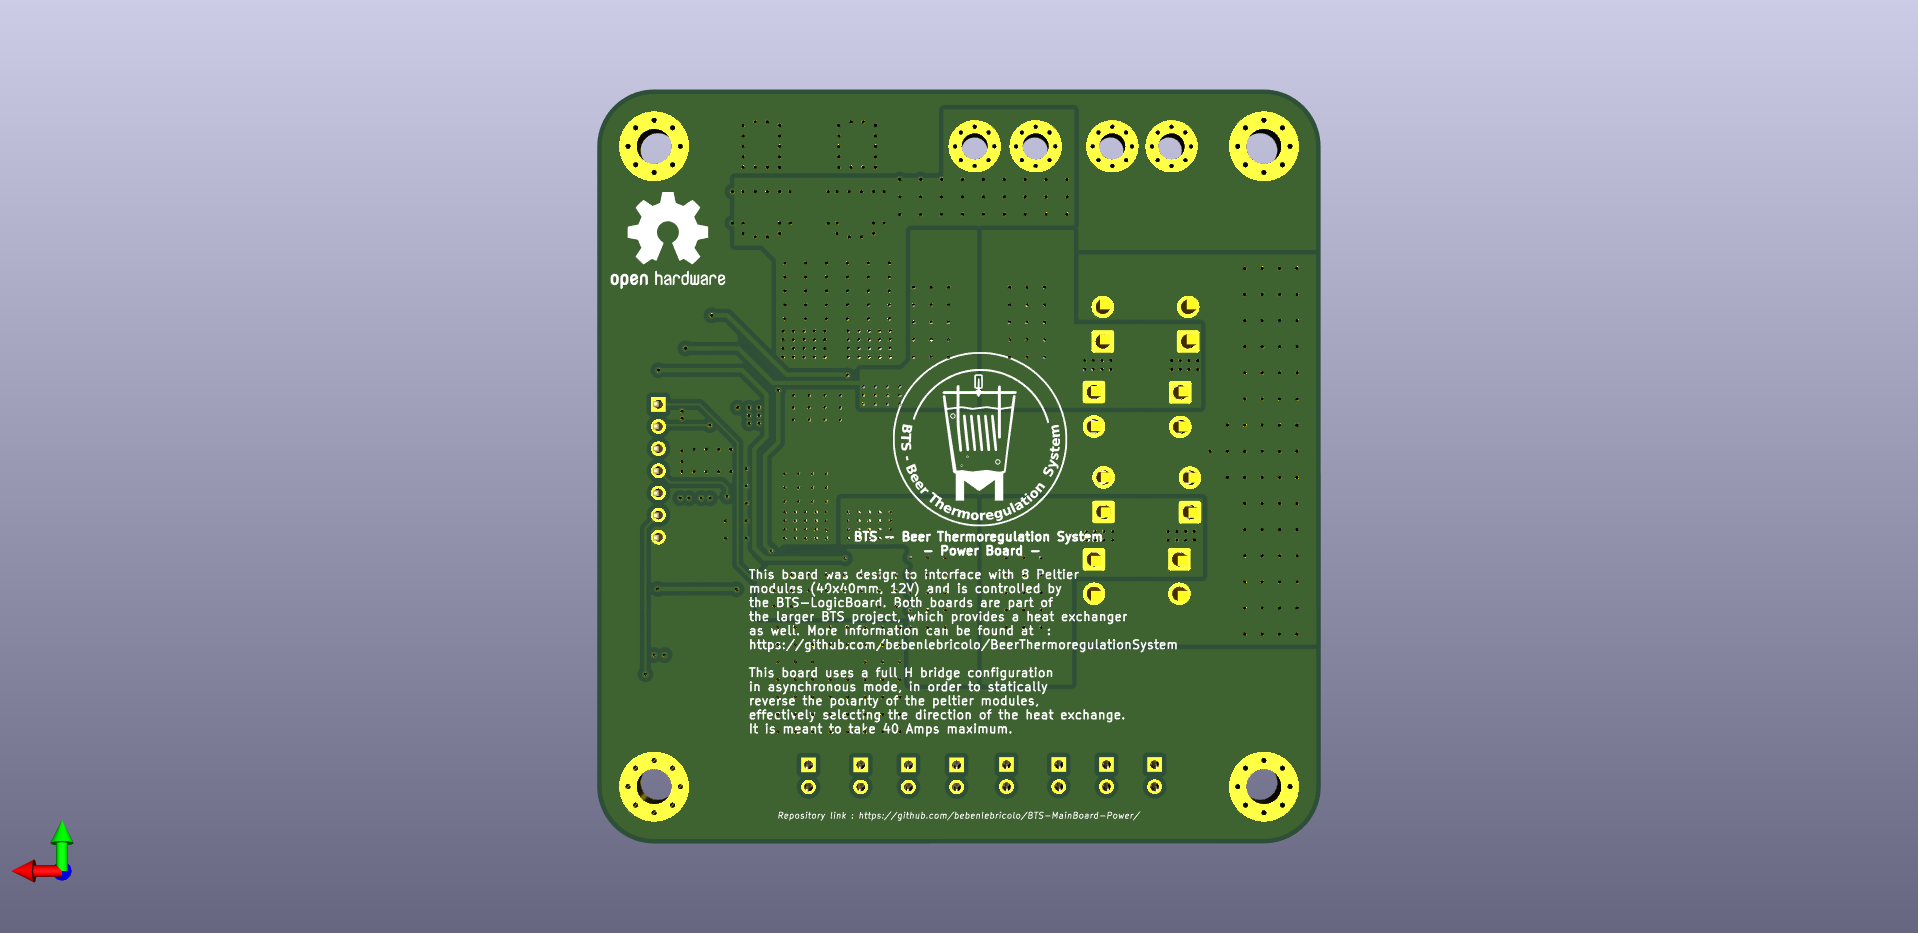 open hardware
BTS - Beer Thermoregulation System
BTS - Beer Thermoregulation System
- Power Board -
This board was design to interface with 8 Peltier
modules (40x40mm, 12V) and is controlled by
the BTS-LogicBoard. Both boards are part of
the larger BTS project, which provides a heat exchanger
as well. More information can be found at :
https://github.com/bebenlebricolo/BeerThermoregulationSystem
This board uses a full H bridge configuration
in asynchronous mode, in order to statically
reverse the polarity of the peltier modules,
effectively selecting the direction of the heat exchange.
It is meant to take 40 Amps maximum.
Repository link : https://github.com/bebenlebricolo/BTS-MainBoard-Power/